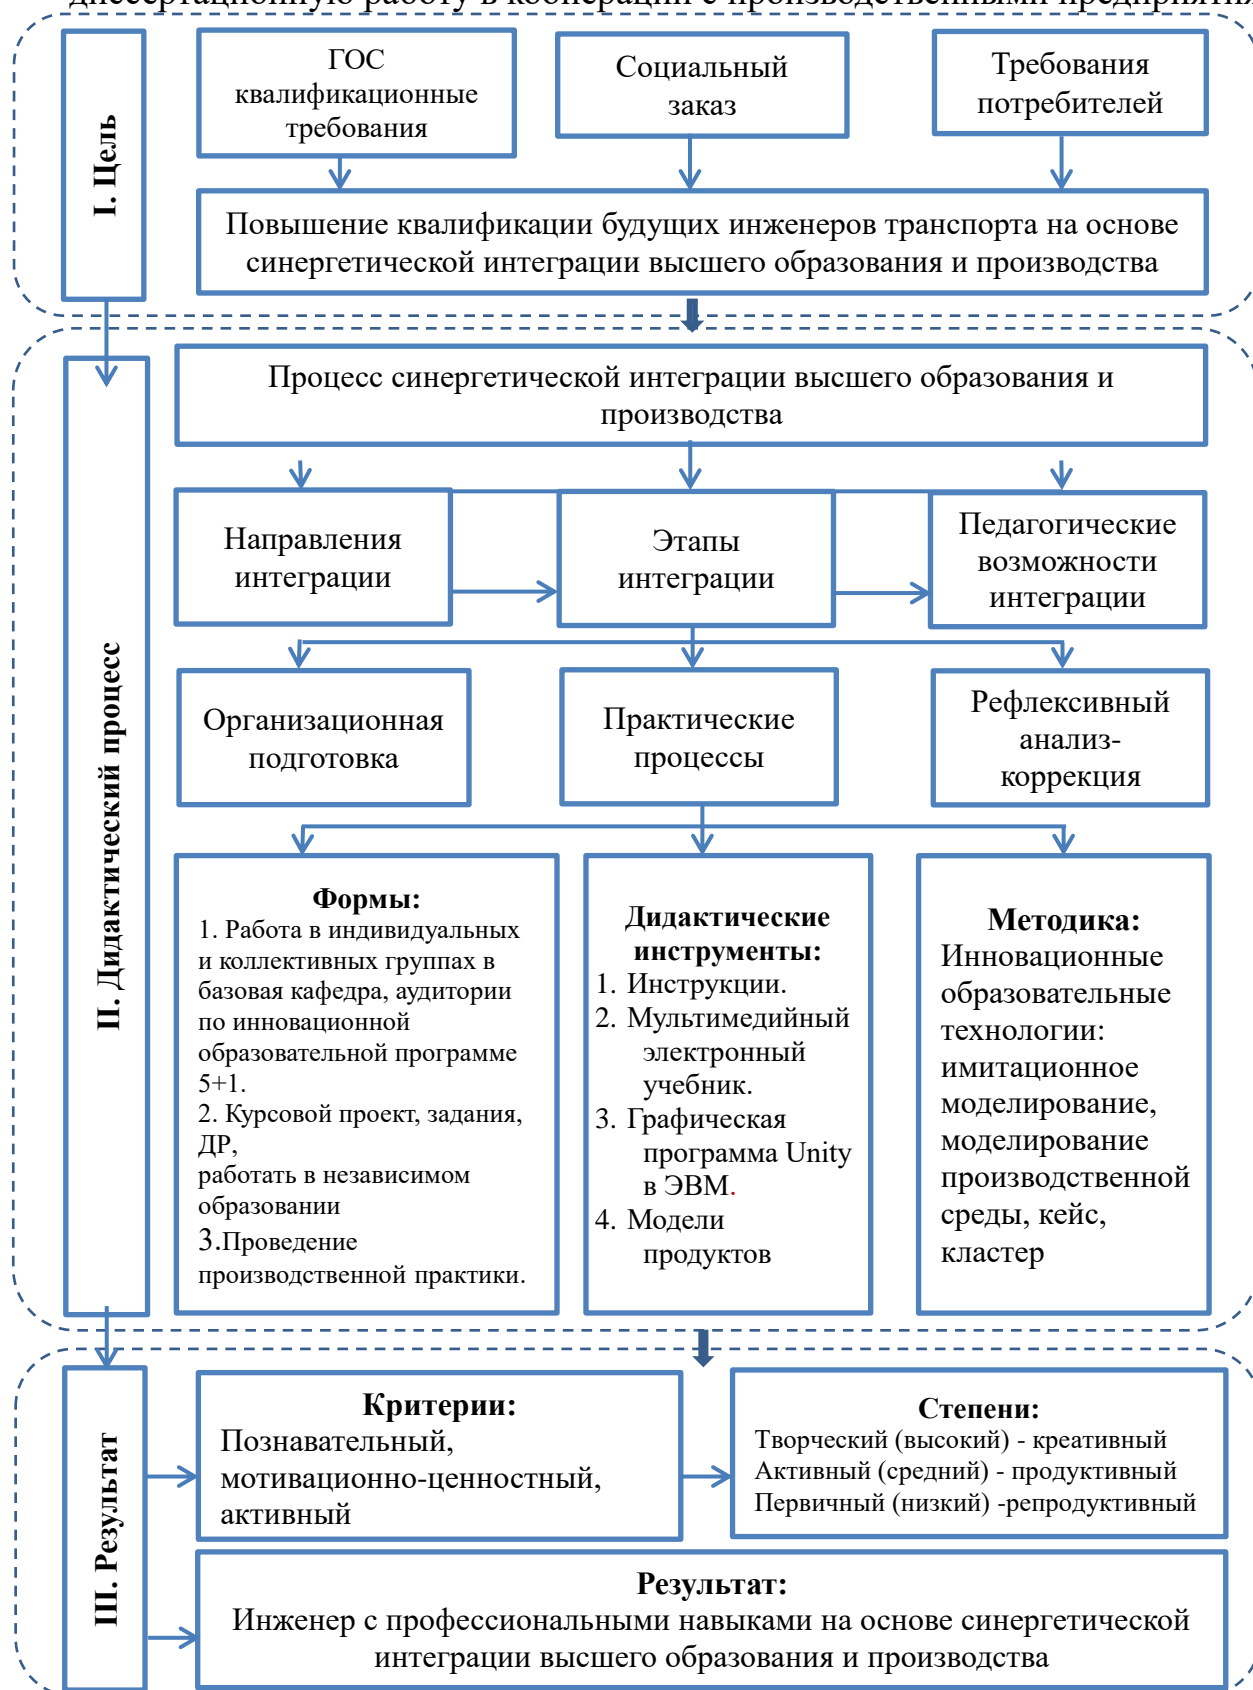 диссертационную работу в кооперации с производственными предприятия
I. Цель
ГОС
квалификационные
требования
Социальный
заказ
Требования
потребителей
Повышение квалификации будущих инженеров транспорта на основе
синергетической интеграции высшего образования и производства
II. Дидактический процесс
Процесс синергетической интеграции высшего образования и
производства
Направления
интеграции
Этапы
интеграции
Педагогические
возможности
интеграции
Организационная
подготовка
Практические
процессы
Рефлексивный
анализ-
коррекция
Формы:
1. Работа в индивидуальных
и коллективных группах в
базовая кафедра, аудитории
по инновационной
образовательной программе
5+1.
2. Курсовой проект, задания,
ДР,
работать в независимом
образовании
3.Проведение
производственной практики.
Дидактические
инструменты:
1. Инструкции.
2. Мультимедийный
электронный
учебник.
3. Графическая
программа Unity
в ЭВМ.
4. Модели
продуктов
Методика:
Инновационные
образовательные
технологии:
имитационное
моделирование,
моделирование
производственной
среды, кейс,
кластер
III. Результат
Критерии:
Познавательный,
мотивационно-ценностный,
активный
Степени:
Творческий (высокий) - креативный
Активный (средний) - продуктивный
Первичный (низкий) -репродуктивный
Результат:
Инженер с профессиональными навыками на основе синергетической
интеграции высшего образования и производства